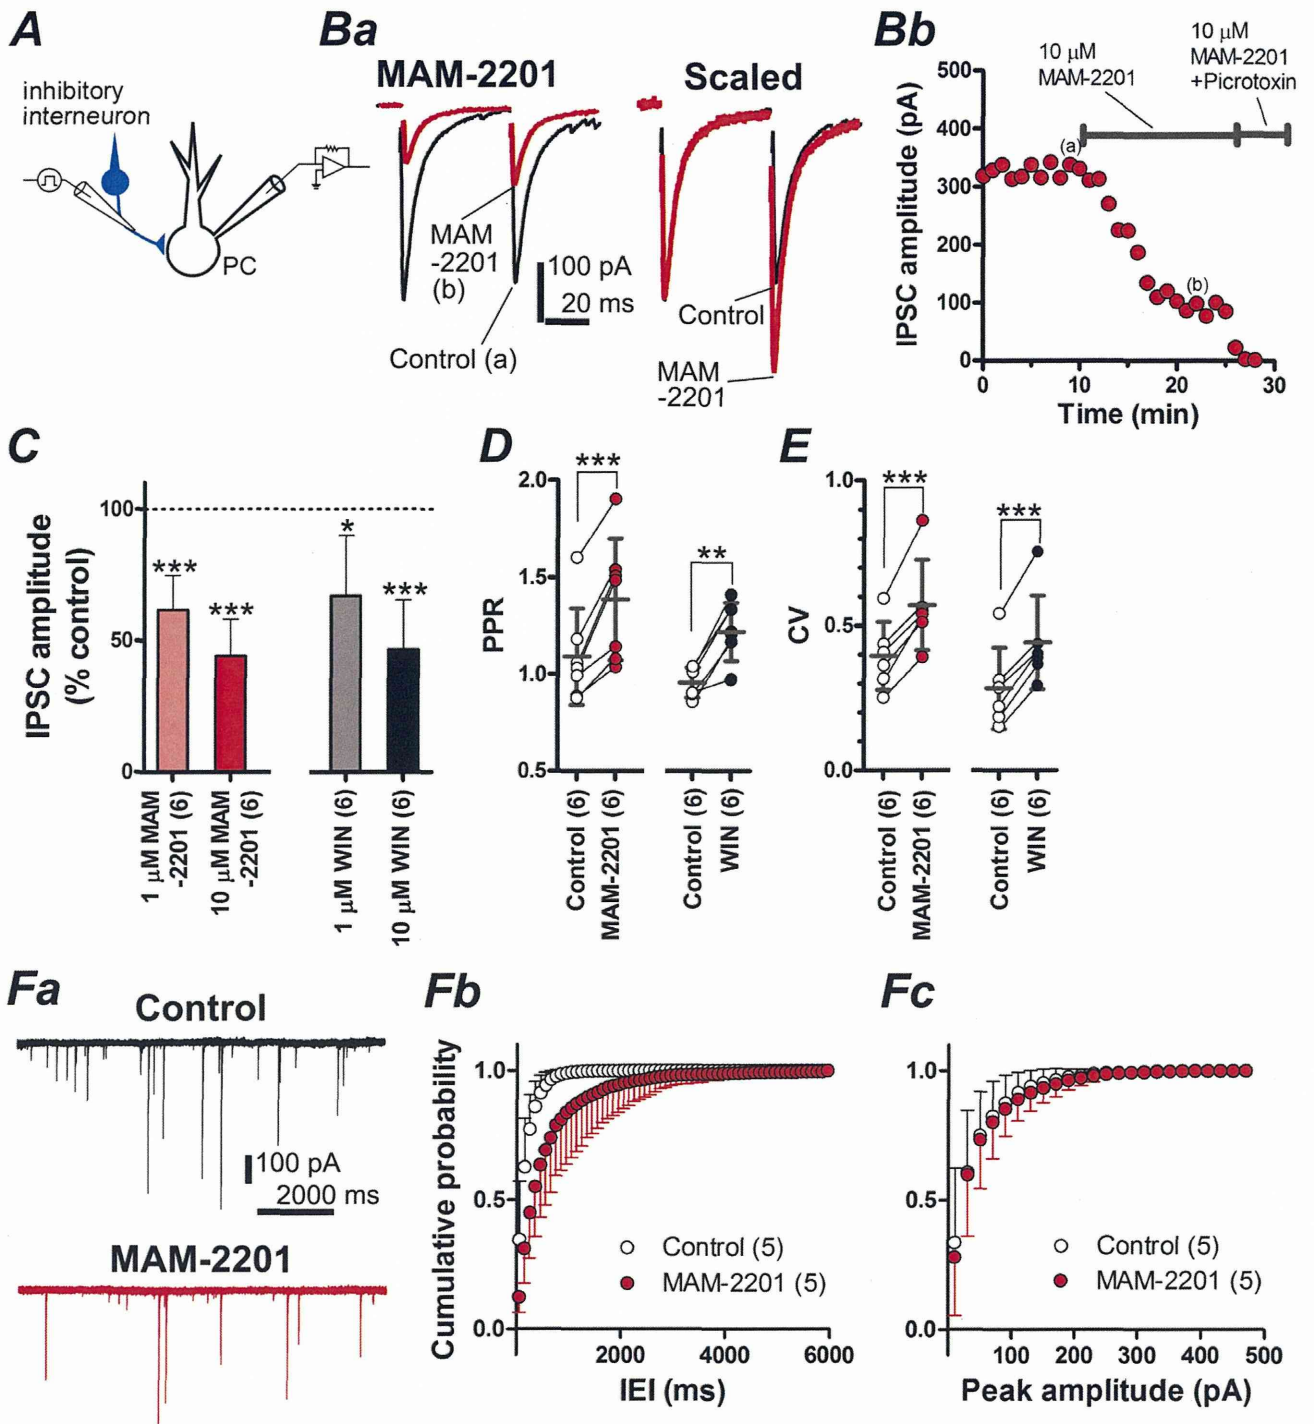 A
inhibitory
interneuron
PC
Ba
MAM-2201
MAM
-2201
(b)
100 pA
20 ms
Control (a)
Scaled
Control
MAM
-2201
Bb
10 μM
MAM-2201
10 μM
MAM-2201
+Picrotoxin
IPSC amplitude (pA)
500
400
300
200
100
0
(a)
(b)
0 10 20 30
Time (min)
C
IPSC amplitude
(% control)
100
50
0
***
***
*
***
1 μM MAM
-2201 (6)
10 μM MAM
-2201 (6)
1 μM WIN (6)
10 μM WIN (6)
D
PPR
2.0
1.5
1.0
0.5
***
**
Control (6)
MAM-2201 (6)
Control (6)
WIN (6)
E
CV
1.0
0.5
0.0
***
***
Control (6)
MAM-2201 (6)
Control (6)
WIN (6)
Fa
Control
100 pA
2000 ms
MAM-2201
Fb
Cumulative probability
1.0
0.5
0.0
Control (5)
MAM-2201 (5)
2000 4000 6000
IEI (ms)
Fc
1.0
0.5
0.0
Control (5)
MAM-2201 (5)
100 200 300 400 500
Peak amplitude (pA)